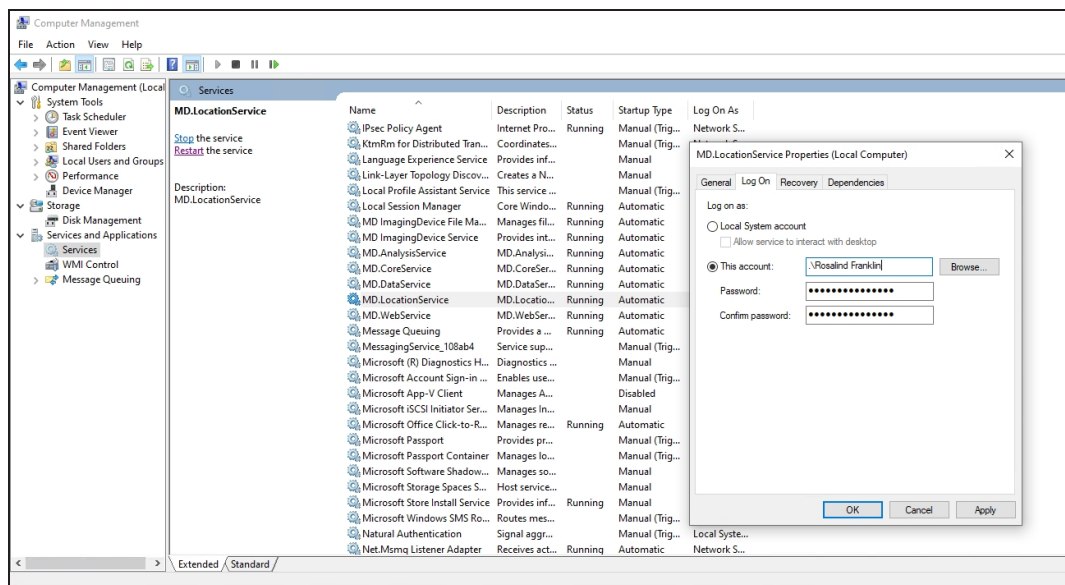 Computer Management
File Action View Help
Computer Management (Local
System Tools
Task Scheduler
Event Viewer
Shared Folders
Local Users and Groups
Performance
Device Manager
Storage
Disk Management
Services and Applications
Services
WMI Control
Message Queuing
Services
MD.LocationService
Stop the service
Restart the service
Description:
MD.LocationService
Name Description Status Startup Type Log On As
IPsec Policy Agent Internet Pro... Running Manual (Trig... Network S...
KtmRm for Distributed Tran... Coordinates... Manual (Trig...
Language Experience Service Provides inf... Manual
Link-Layer Topology Discov... Creates a N... Manual
Local Profile Assistant Service This service ... Manual (Trig...
Local Session Manager Core Windo... Running Automatic
MD ImagingDevice File Ma... Manages fil... Running Automatic
MD ImagingDevice Service Provides int... Running Automatic
MD.AnalysisService MD.Analysi... Running Automatic
MD.CoreService MD.CoreSer... Running Automatic
MD.DataService MD.DataSer... Running Automatic
MD.LocationService MD.Locatio... Running Automatic
MD.WebService MD.WebSer... Running Automatic
Message Queuing Provides a ... Running Automatic
MessagingService_108ab4 Service sup... Manual (Trig...
Microsoft (R) Diagnostics H... Diagnostics ... Manual
Microsoft Account Sign-in ... Enables use... Manual (Trig...
Microsoft App-V Client Manages A... Disabled
Microsoft iSCSI Initiator Ser... Manages In... Manual
Microsoft Office Click-to-R... Manages re... Running Automatic
Microsoft Passport Provides pr... Manual (Trig...
Microsoft Passport Container Manages lo... Manual (Trig...
Microsoft Software Shadow... Manages so... Manual
Microsoft Storage Spaces S... Host service... Manual
Microsoft Store Install Service Provides inf... Running Manual
Microsoft Windows SMS Ro... Routes mes... Manual (Trig...
Natural Authentication Signal aggr... Manual (Trig... Local Syste...
Net.Msmq Listener Adapter Receives act... Running Automatic Network S...
Extended Standard
MD.LocationService Properties (Local Computer)
General Log On Recovery Dependencies
Log on as:
Local System account
Allow service to interact with desktop
This account: .\Rosalind Franklin Browse...
Password: •••••••••••••••
Confirm password: •••••••••••••••
OK Cancel Apply